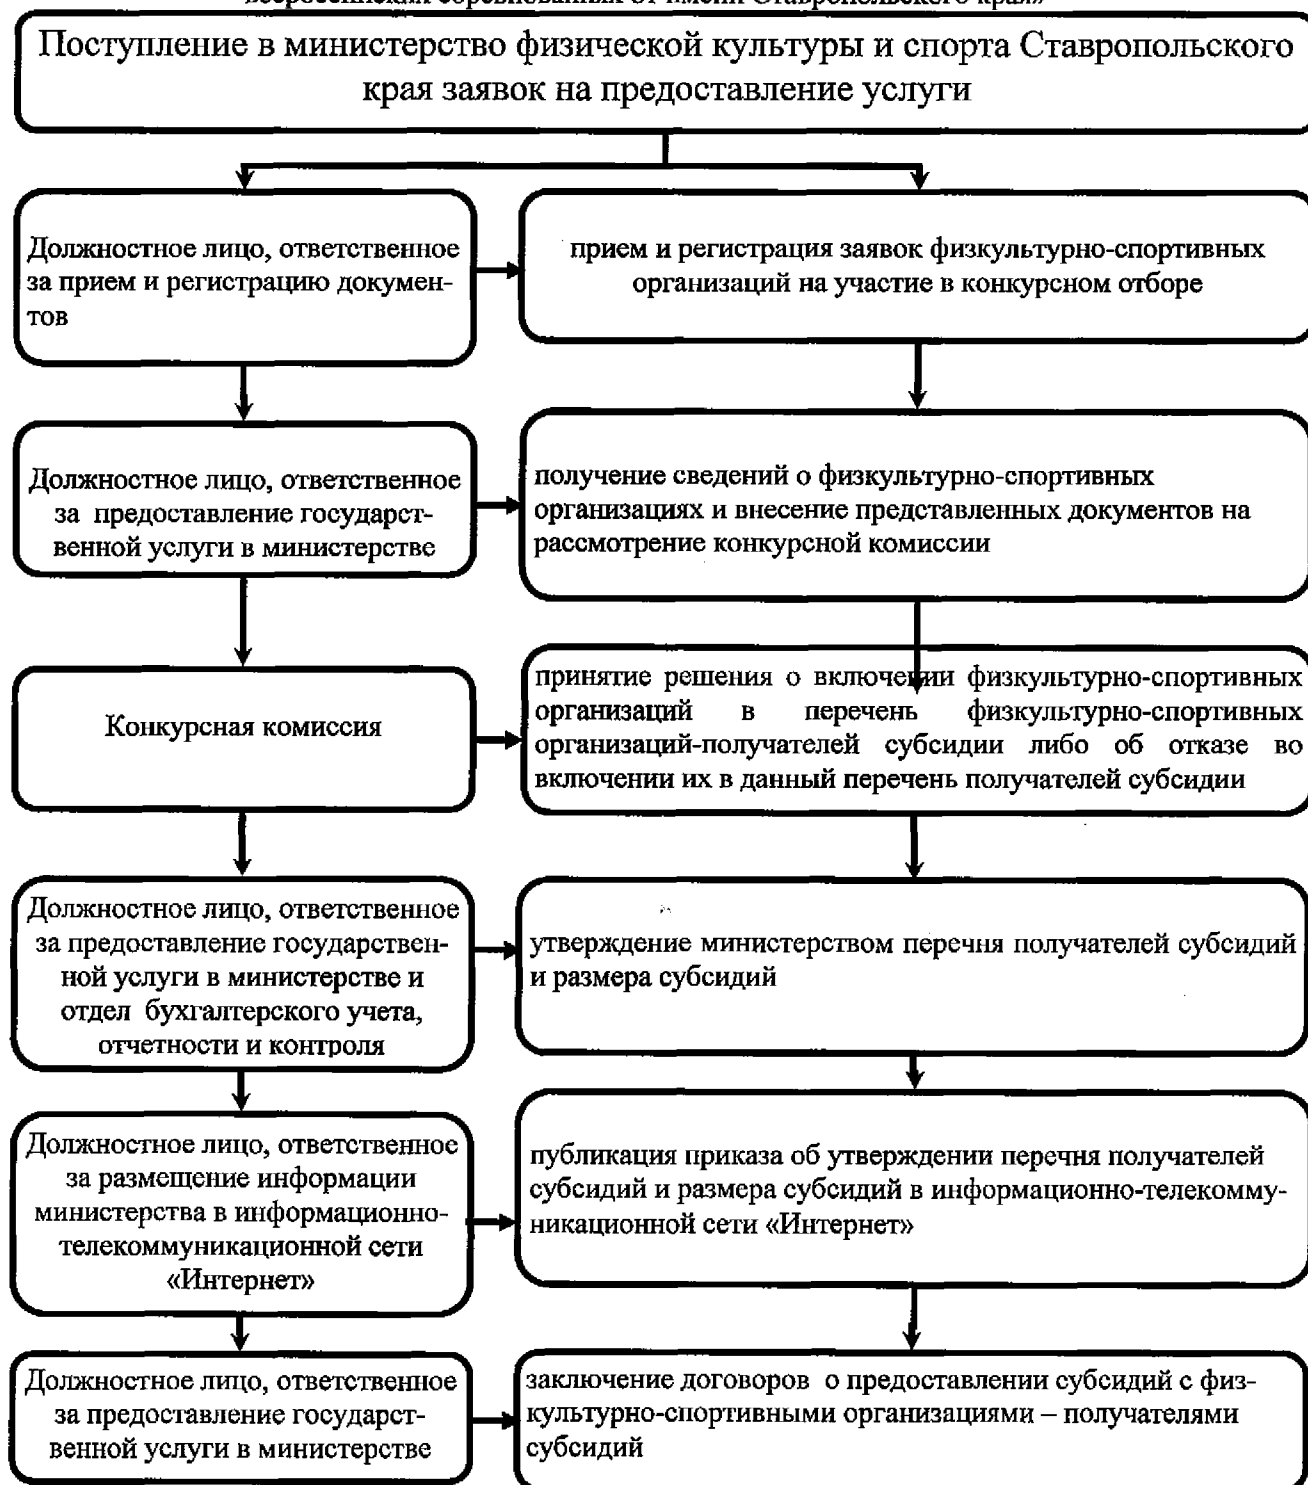 всероссийских соревнованиях от имени Ставропольского края»
Поступление в министерство физической культуры и спорта Ставропольского
края заявок на предоставление услуги
Должностное лицо, ответственное
за прием и регистрацию докумен-
тов
прием и регистрация заявок физкультурно-спортивных
организаций на участие в конкурсном отборе
Должностное лицо, ответственное
за предоставление государст-
венной услуги в министерстве
получение сведений о физкультурно-спортивных
организациях и внесение представленных документов на
рассмотрение конкурсной комиссии
Конкурсная комиссия
принятие решения о включении физкультурно-спортивных
организаций в перечень физкультурно-спортивных
организаций-получателей субсидии либо об отказе во
включении их в данный перечень получателей субсидии
Должностное лицо, ответственное
за предоставление государствен-
ной услуги в министерстве и
отдел бухгалтерского учета,
отчетности и контроля
утверждение министерством перечня получателей субсидий
и размера субсидий
Должностное лицо, ответственное
за размещение информации
министерства в информационно-
телекоммуникационной сети
«Интернет»
публикация приказа об утверждении перечня получателей
субсидий и размера субсидий в информационно-телекомму-
никационной сети «Интернет»
Должностное лицо, ответственное
за предоставление государст-
венной услуги в министерстве
заключение договоров о предоставлении субсидий с физ-
культурно-спортивными организациями – получателями
субсидий